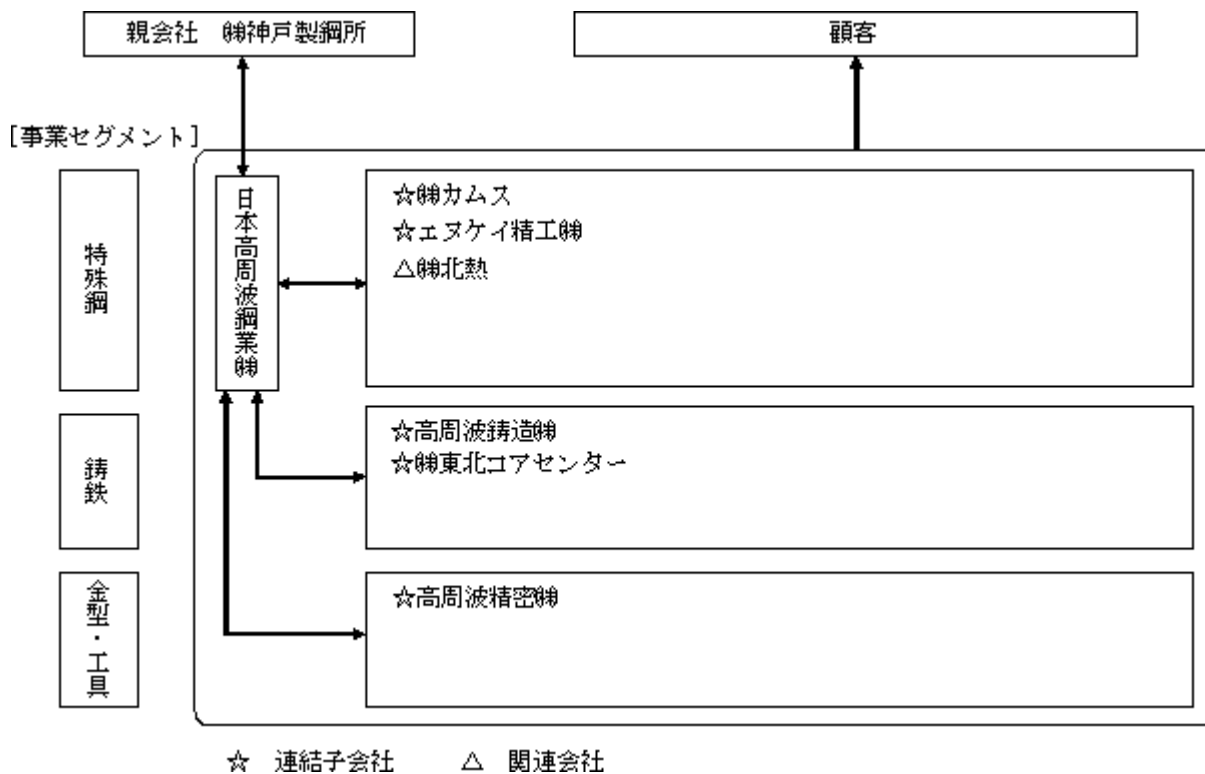 親会社　㈱神戸製鋼所
顧客
[事業セグメント]
特殊鋼
日本高周波鋼業㈱
☆㈱カムス
☆エヌケイ精工㈱
△㈱北熱
鋳鉄
☆高周波鋳造㈱
☆㈱東北コアセンター
金型・工具
☆高周波精密㈱
☆　連結子会社　　△　関連会社